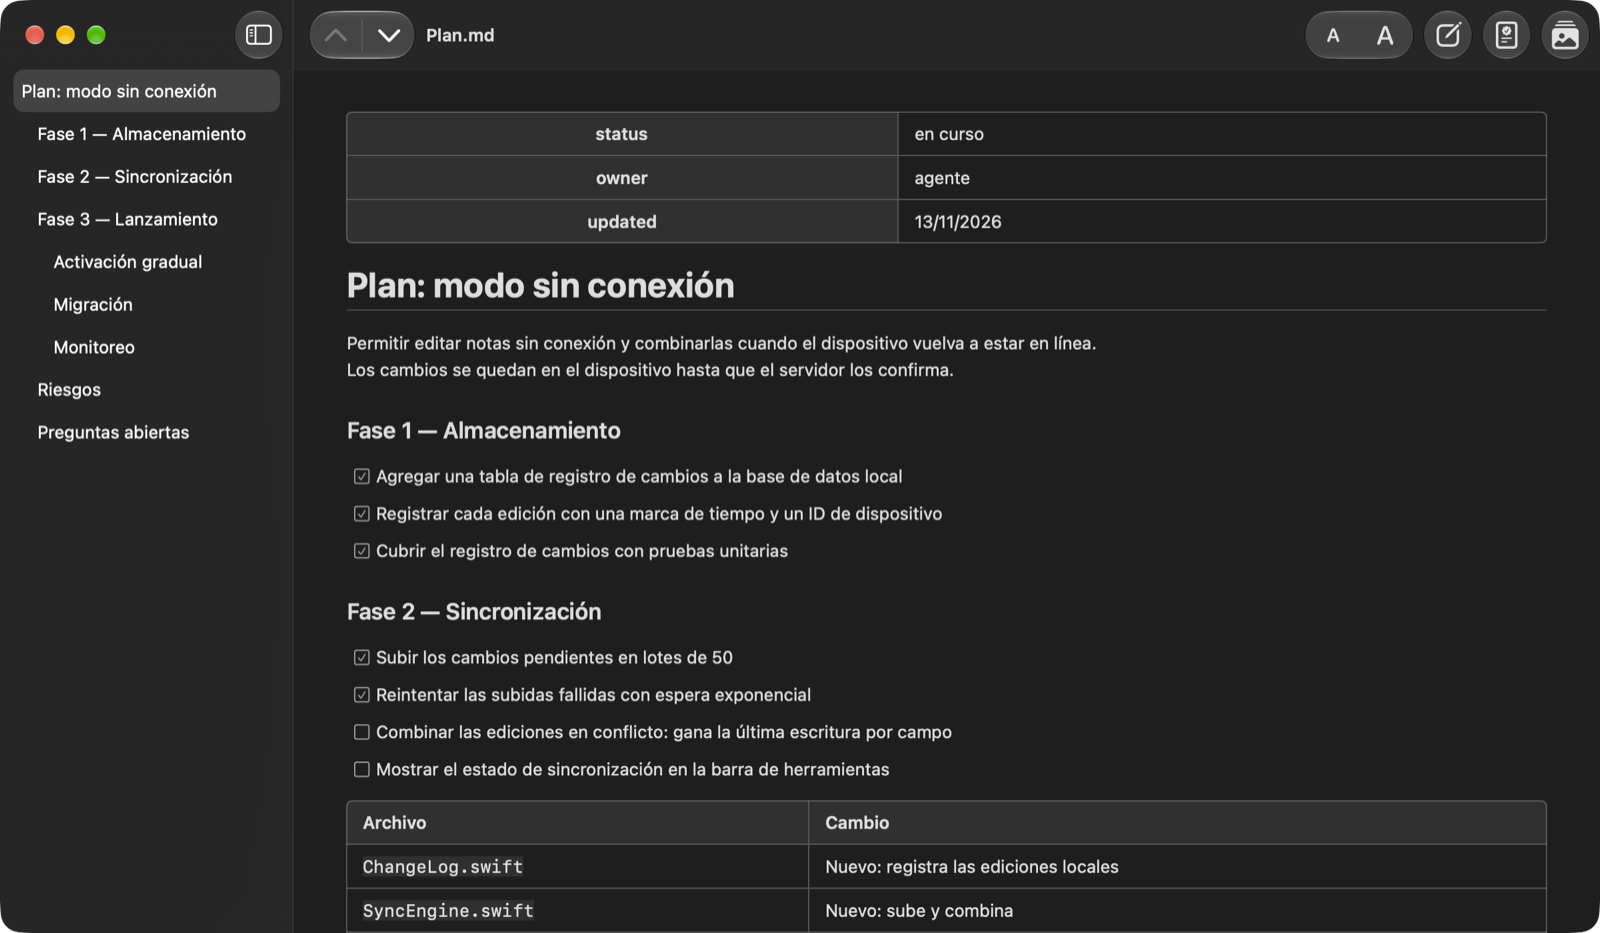 Plan.md
A A
Plan: modo sin conexión
Fase 1 — Almacenamiento
Fase 2 — Sincronización
Fase 3 — Lanzamiento
Activación gradual
Migración
Monitoreo
Riesgos
Preguntas abiertas
status en curso
owner agente
updated 13/11/2026
Plan: modo sin conexión
Permitir editar notas sin conexión y combinarlas cuando el dispositivo vuelva a estar en línea.
Los cambios se quedan en el dispositivo hasta que el servidor los confirma.
Fase 1 — Almacenamiento
Agregar una tabla de registro de cambios a la base de datos local
Registrar cada edición con una marca de tiempo y un ID de dispositivo
Cubrir el registro de cambios con pruebas unitarias
Fase 2 — Sincronización
Subir los cambios pendientes en lotes de 50
Reintentar las subidas fallidas con espera exponencial
Combinar las ediciones en conflicto: gana la última escritura por campo
Mostrar el estado de sincronización en la barra de herramientas
Archivo Cambio
ChangeLog.swift Nuevo: registra las ediciones locales
SyncEngine.swift Nuevo: sube y combina